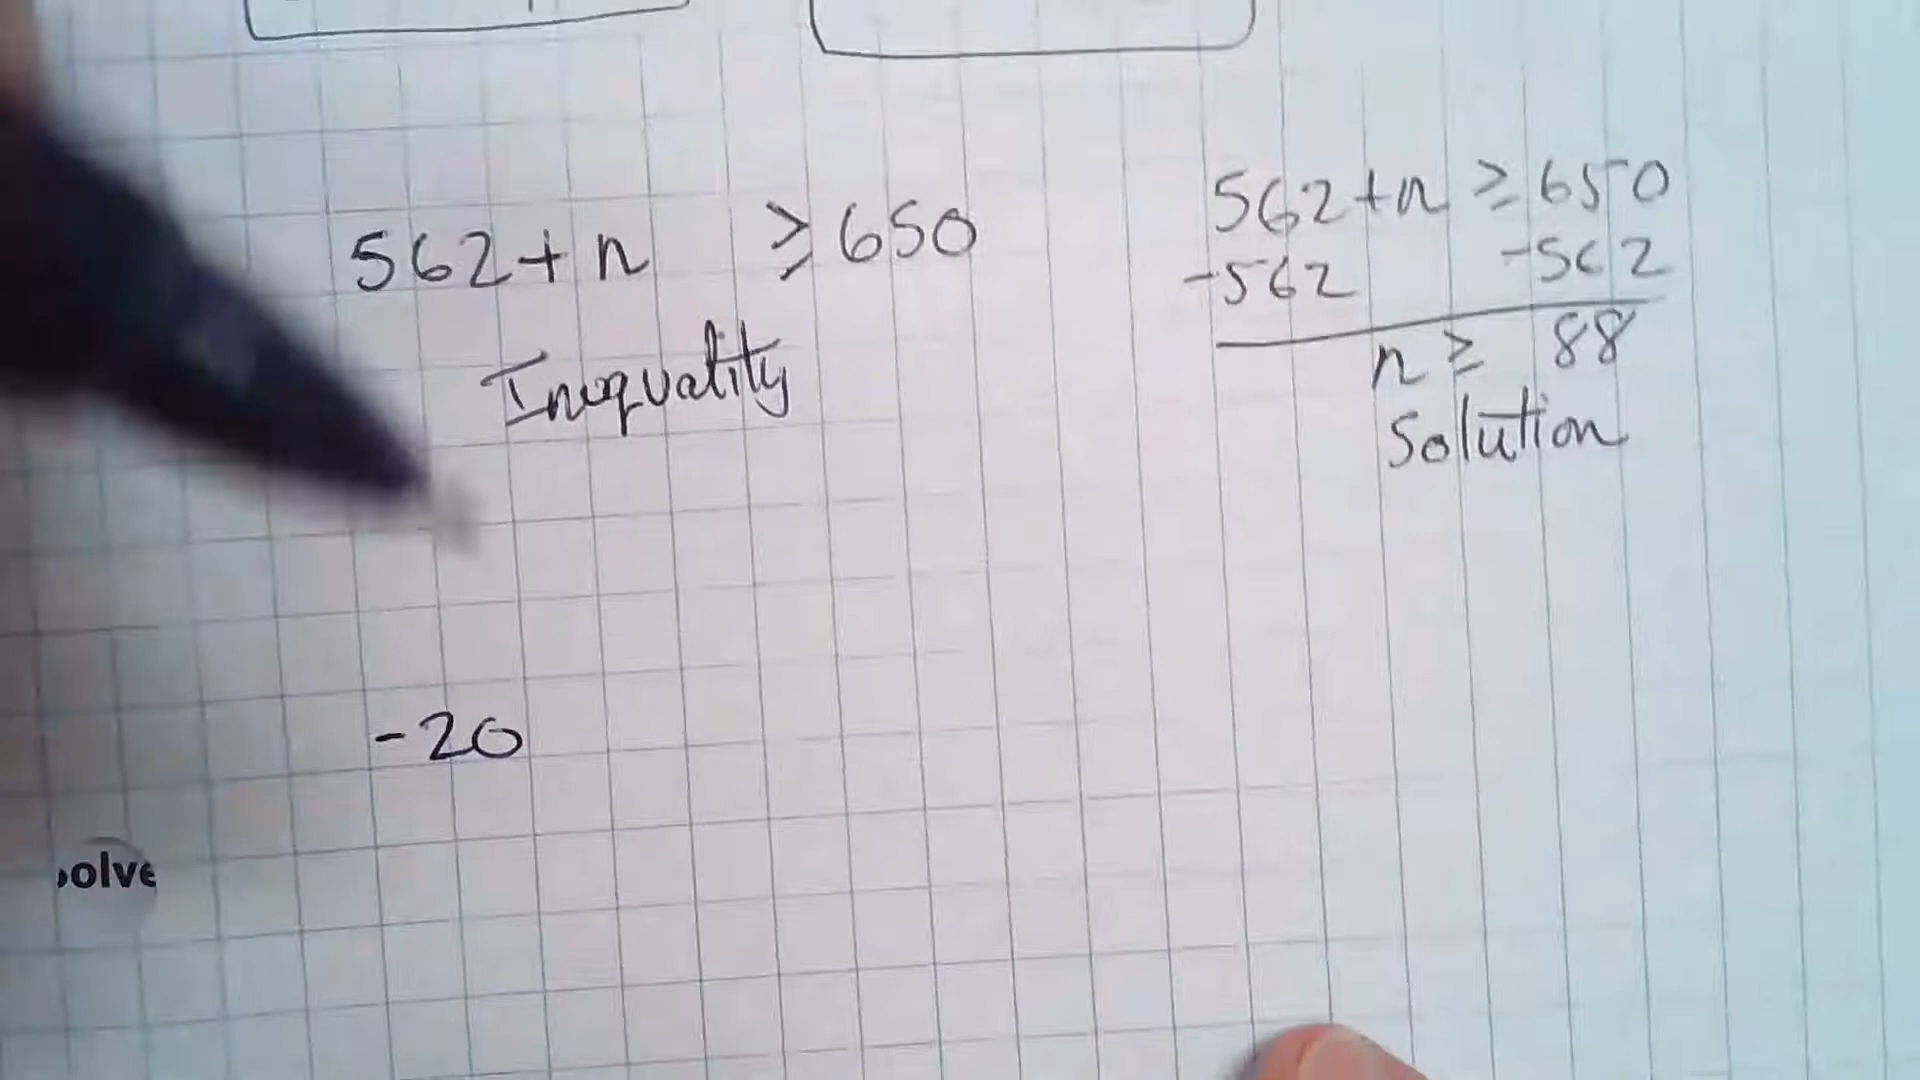 562+n ≥ 650
Inequality
562+n ≥ 650
-562 -562
n ≥ 88
Solution
-20
olve